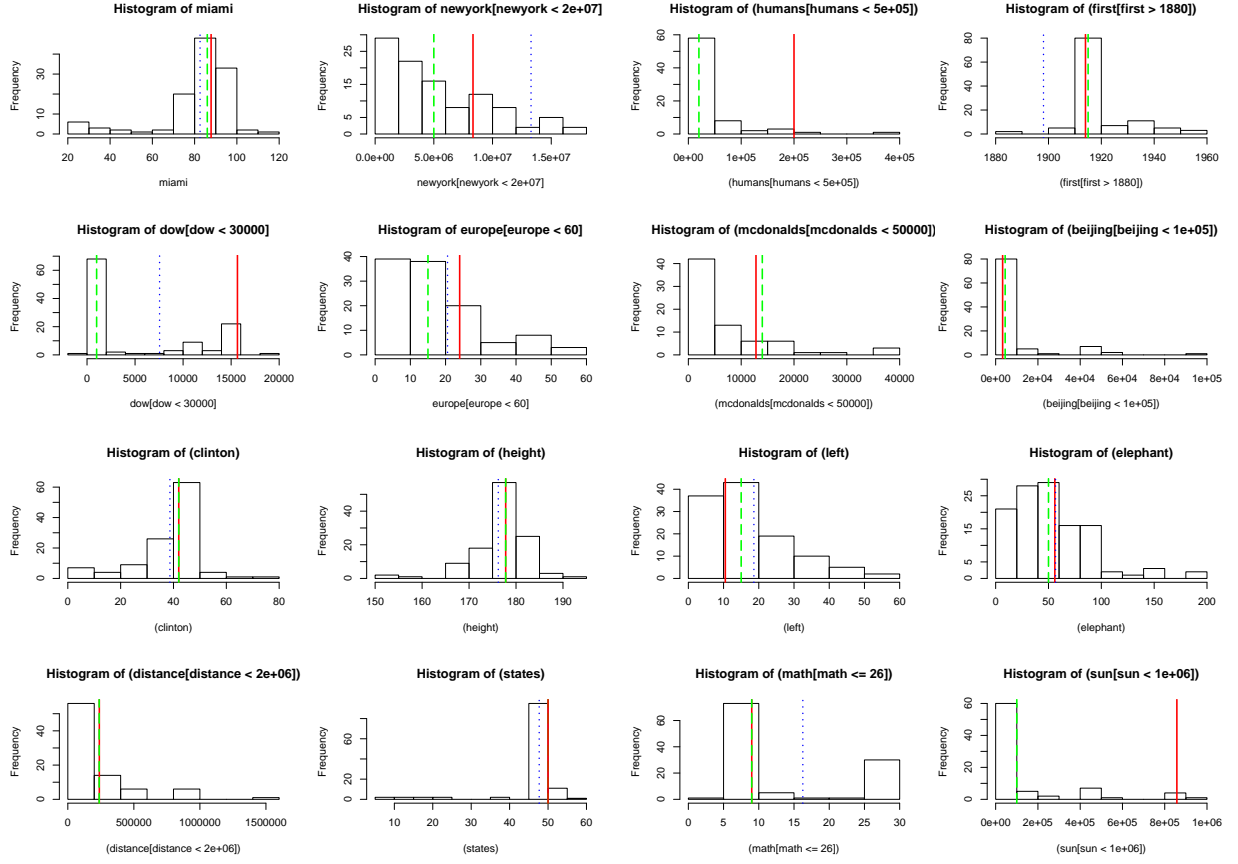 Histogram of miami
Frequency
10
30
20
40
60
80
100
120
miami
Histogram of newyork[newyork < 2e+07]
Frequency
0
5
15
25
0.0e+00
5.0e+06
1.0e+07
1.5e+07
newyork[newyork < 2e+07]
Histogram of (humans[humans < 5e+05])
Frequency
0
20
40
60
0e+00
1e+05
2e+05
3e+05
4e+05
(humans[humans < 5e+05])
Histogram of (first[first > 1880])
Frequency
0
20
40
60
80
1880
1900
1920
1940
1960
(first[first > 1880])
Histogram of dow[dow < 30000]
Frequency
0
20
40
60
0
5000
10000
15000
20000
dow[dow < 30000]
Histogram of europe[europe < 60]
Frequency
0
10
20
30
40
0
10
20
30
40
50
60
europe[europe < 60]
Histogram of (mcdonalds[mcdonalds < 50000])
Frequency
0
10
20
30
40
0
10000
20000
30000
40000
(mcdonalds[mcdonalds < 50000])
Histogram of (beijing[beijing < 1e+05])
Frequency
0
20
40
60
80
0e+00
2e+04
4e+04
6e+04
8e+04
1e+05
(beijing[beijing < 1e+05])
Histogram of (clinton)
Frequency
0
20
40
60
0
20
40
60
80
(clinton)
Histogram of (height)
Frequency
0
20
40
150
160
170
180
190
(height)
Histogram of (left)
Frequency
0
10
20
30
40
0
10
20
30
40
50
60
(left)
Histogram of (elephant)
Frequency
0
5
15
25
0
50
100
150
200
(elephant)
Histogram of (distance[distance < 2e+06])
Frequency
0
20
40
0
500000
1000000
1500000
(distance[distance < 2e+06])
Histogram of (states)
Frequency
0
40
80
10
20
30
40
50
60
(states)
Histogram of (math[math <= 26])
Frequency
0
20
40
60
0
5
10
15
20
25
30
(math[math <= 26])
Histogram of (sun[sun < 1e+06])
Frequency
0
20
40
60
0e+00
2e+05
4e+05
6e+05
8e+05
1e+06
(sun[sun < 1e+06])